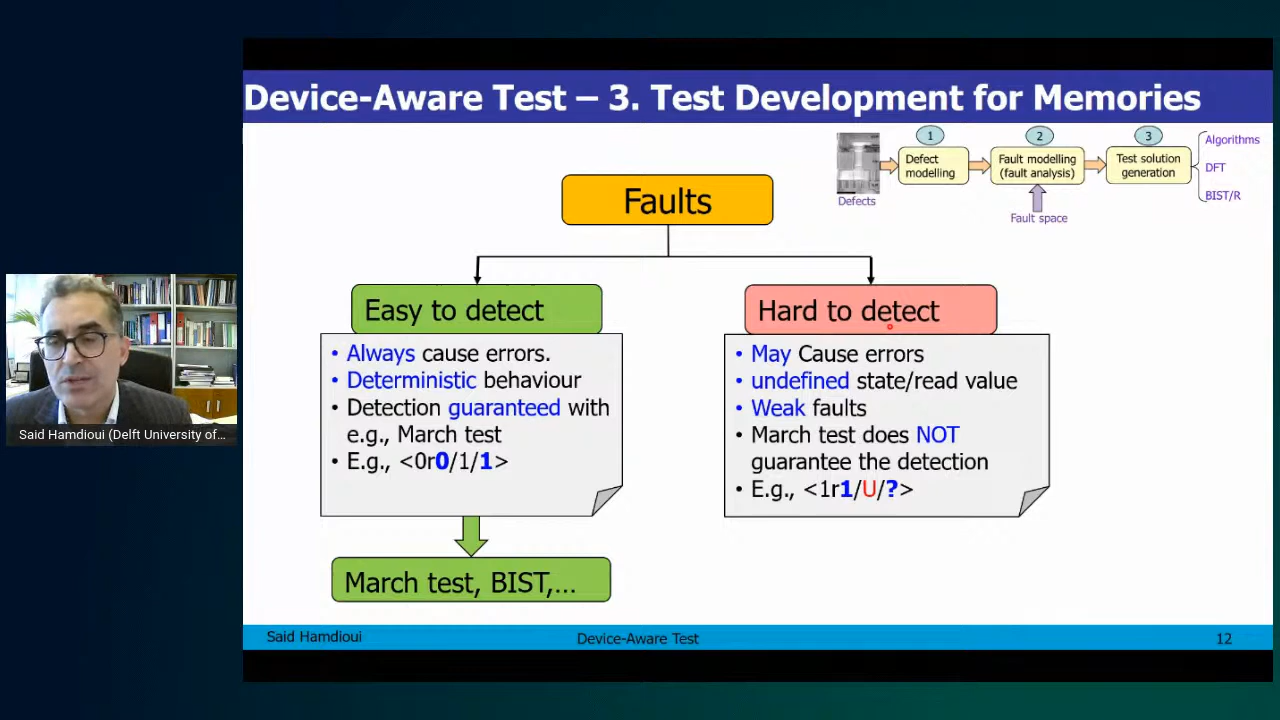 Device-Aware Test – 3. Test Development for Memories
1
2
3
Defect
modelling
Fault modelling
(fault analysis)
Test solution
generation
Algorithms
DFT
BIST/R
Defects
Fault space
Faults
Easy to detect
• Always cause errors.
• Deterministic behaviour
• Detection guaranteed with
e.g., March test
• E.g., <0r0/1/1>
March test, BIST,...
Hard to detect
• May Cause errors
• undefined state/read value
• Weak faults
• March test does NOT
guarantee the detection
• E.g., <1r1/U/?>
Said Hamdioui (Delft University of...
Said Hamdioui
Device-Aware Test
12